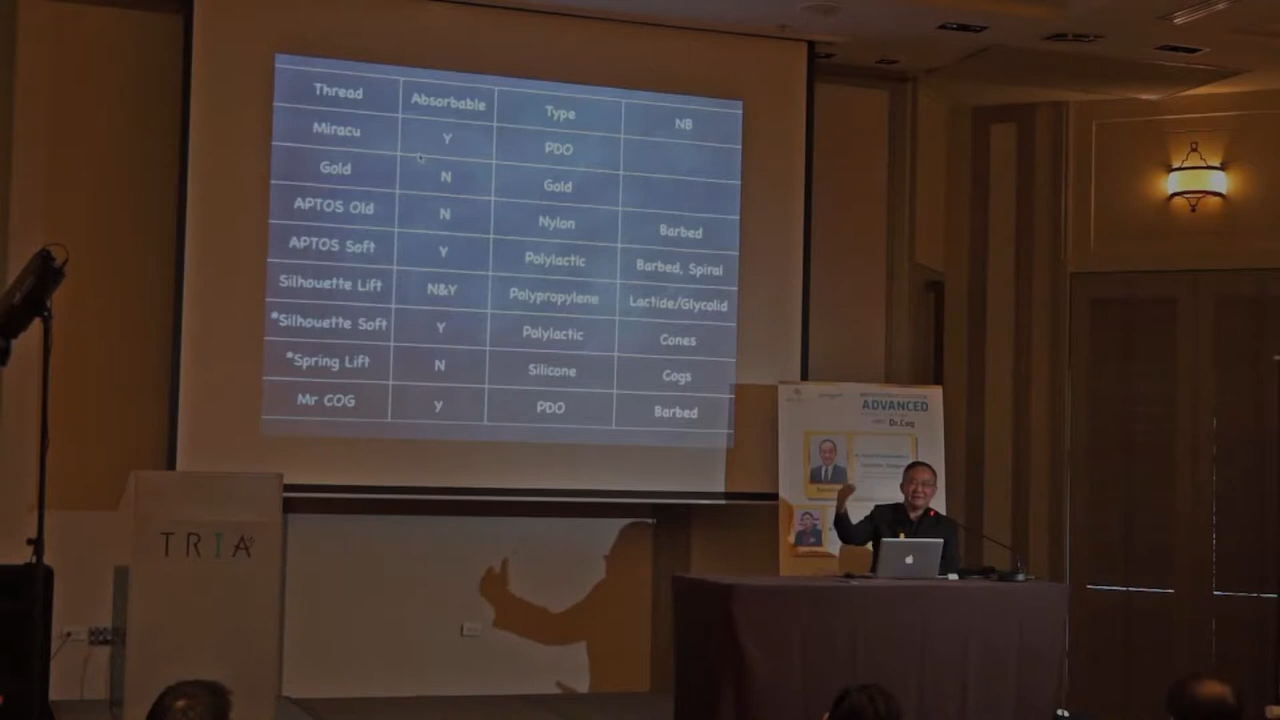 Thread Absorbable Type NB
Miracu Y PDO
Gold N Gold
APTOS Old N Nylon Barbed
APTOS Soft Y Polylactic Barbed, Spiral
Silhouette Lift N&Y Polypropylene Lactide/Glycolid
*Silhouette Soft Y Polylactic Cones
*Spring Lift N Silicone Cogs
Mr COG y PDO Barbed
ADVANCED
Dr.Cog
TRIA